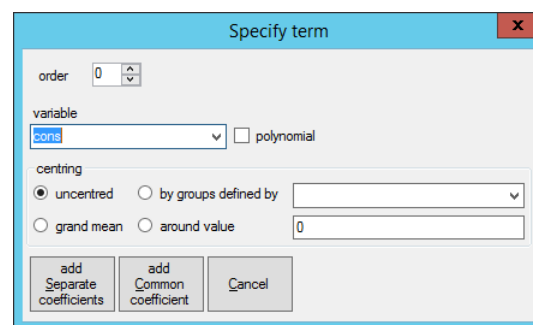 Specify term
x
order 0
variable
cons polynomial
centring
uncentred by groups defined by
grand mean around value 0
add Separate coefficients
add Common coefficient
Cancel